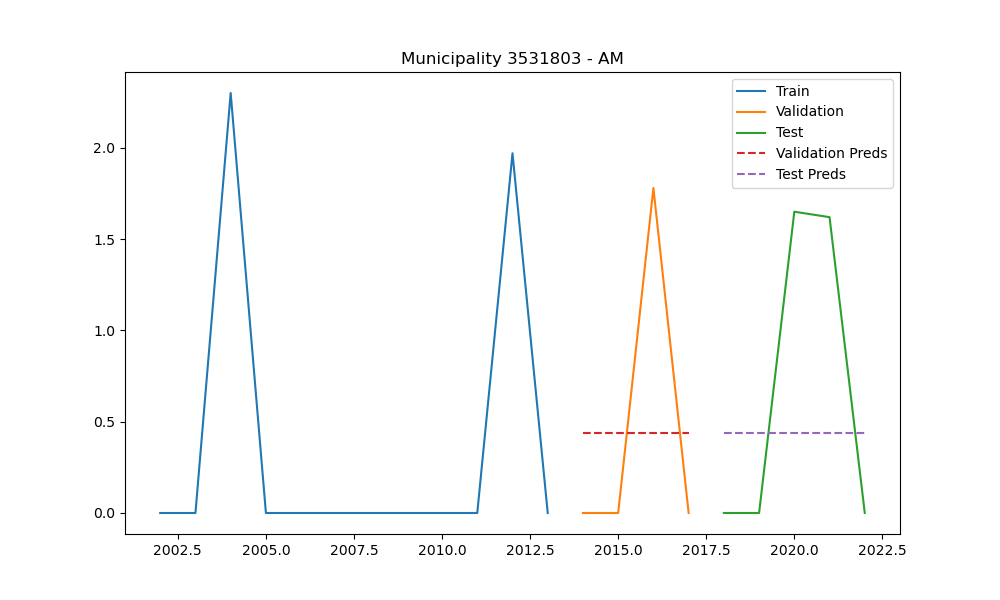 Municipality 3531803 - AM
Train
Validation
Test
Validation Preds
Test Preds
2.0
1.5
1.0
0.5
0.0
2002.5 2005.0 2007.5 2010.0 2012.5 2015.0 2017.5 2020.0 2022.5